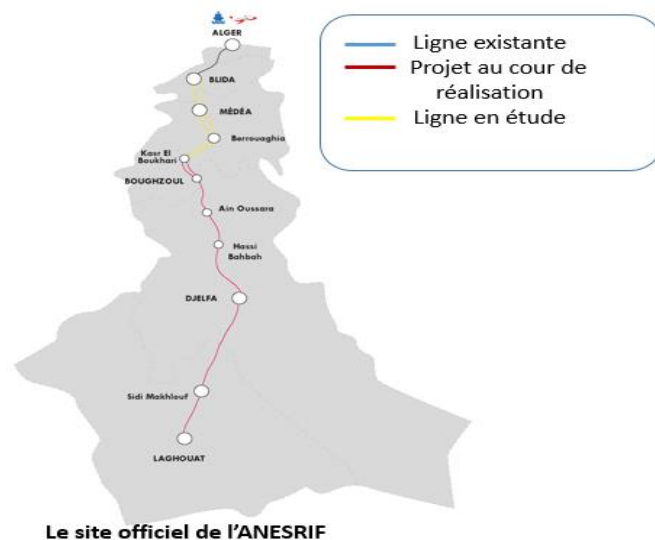 ALGER
BLIDA
MÉDÉA
Berrouaghia
Kasr El
Boukhari
BOUGHZOUL
Ain Oussara
Hassi
Bahbah
DJELFA
Sidi Makhlouf
LAGHOUAT
Ligne existante
Projet au cour de
réalisation
Ligne en étude
Le site officiel de l'ANESRIF